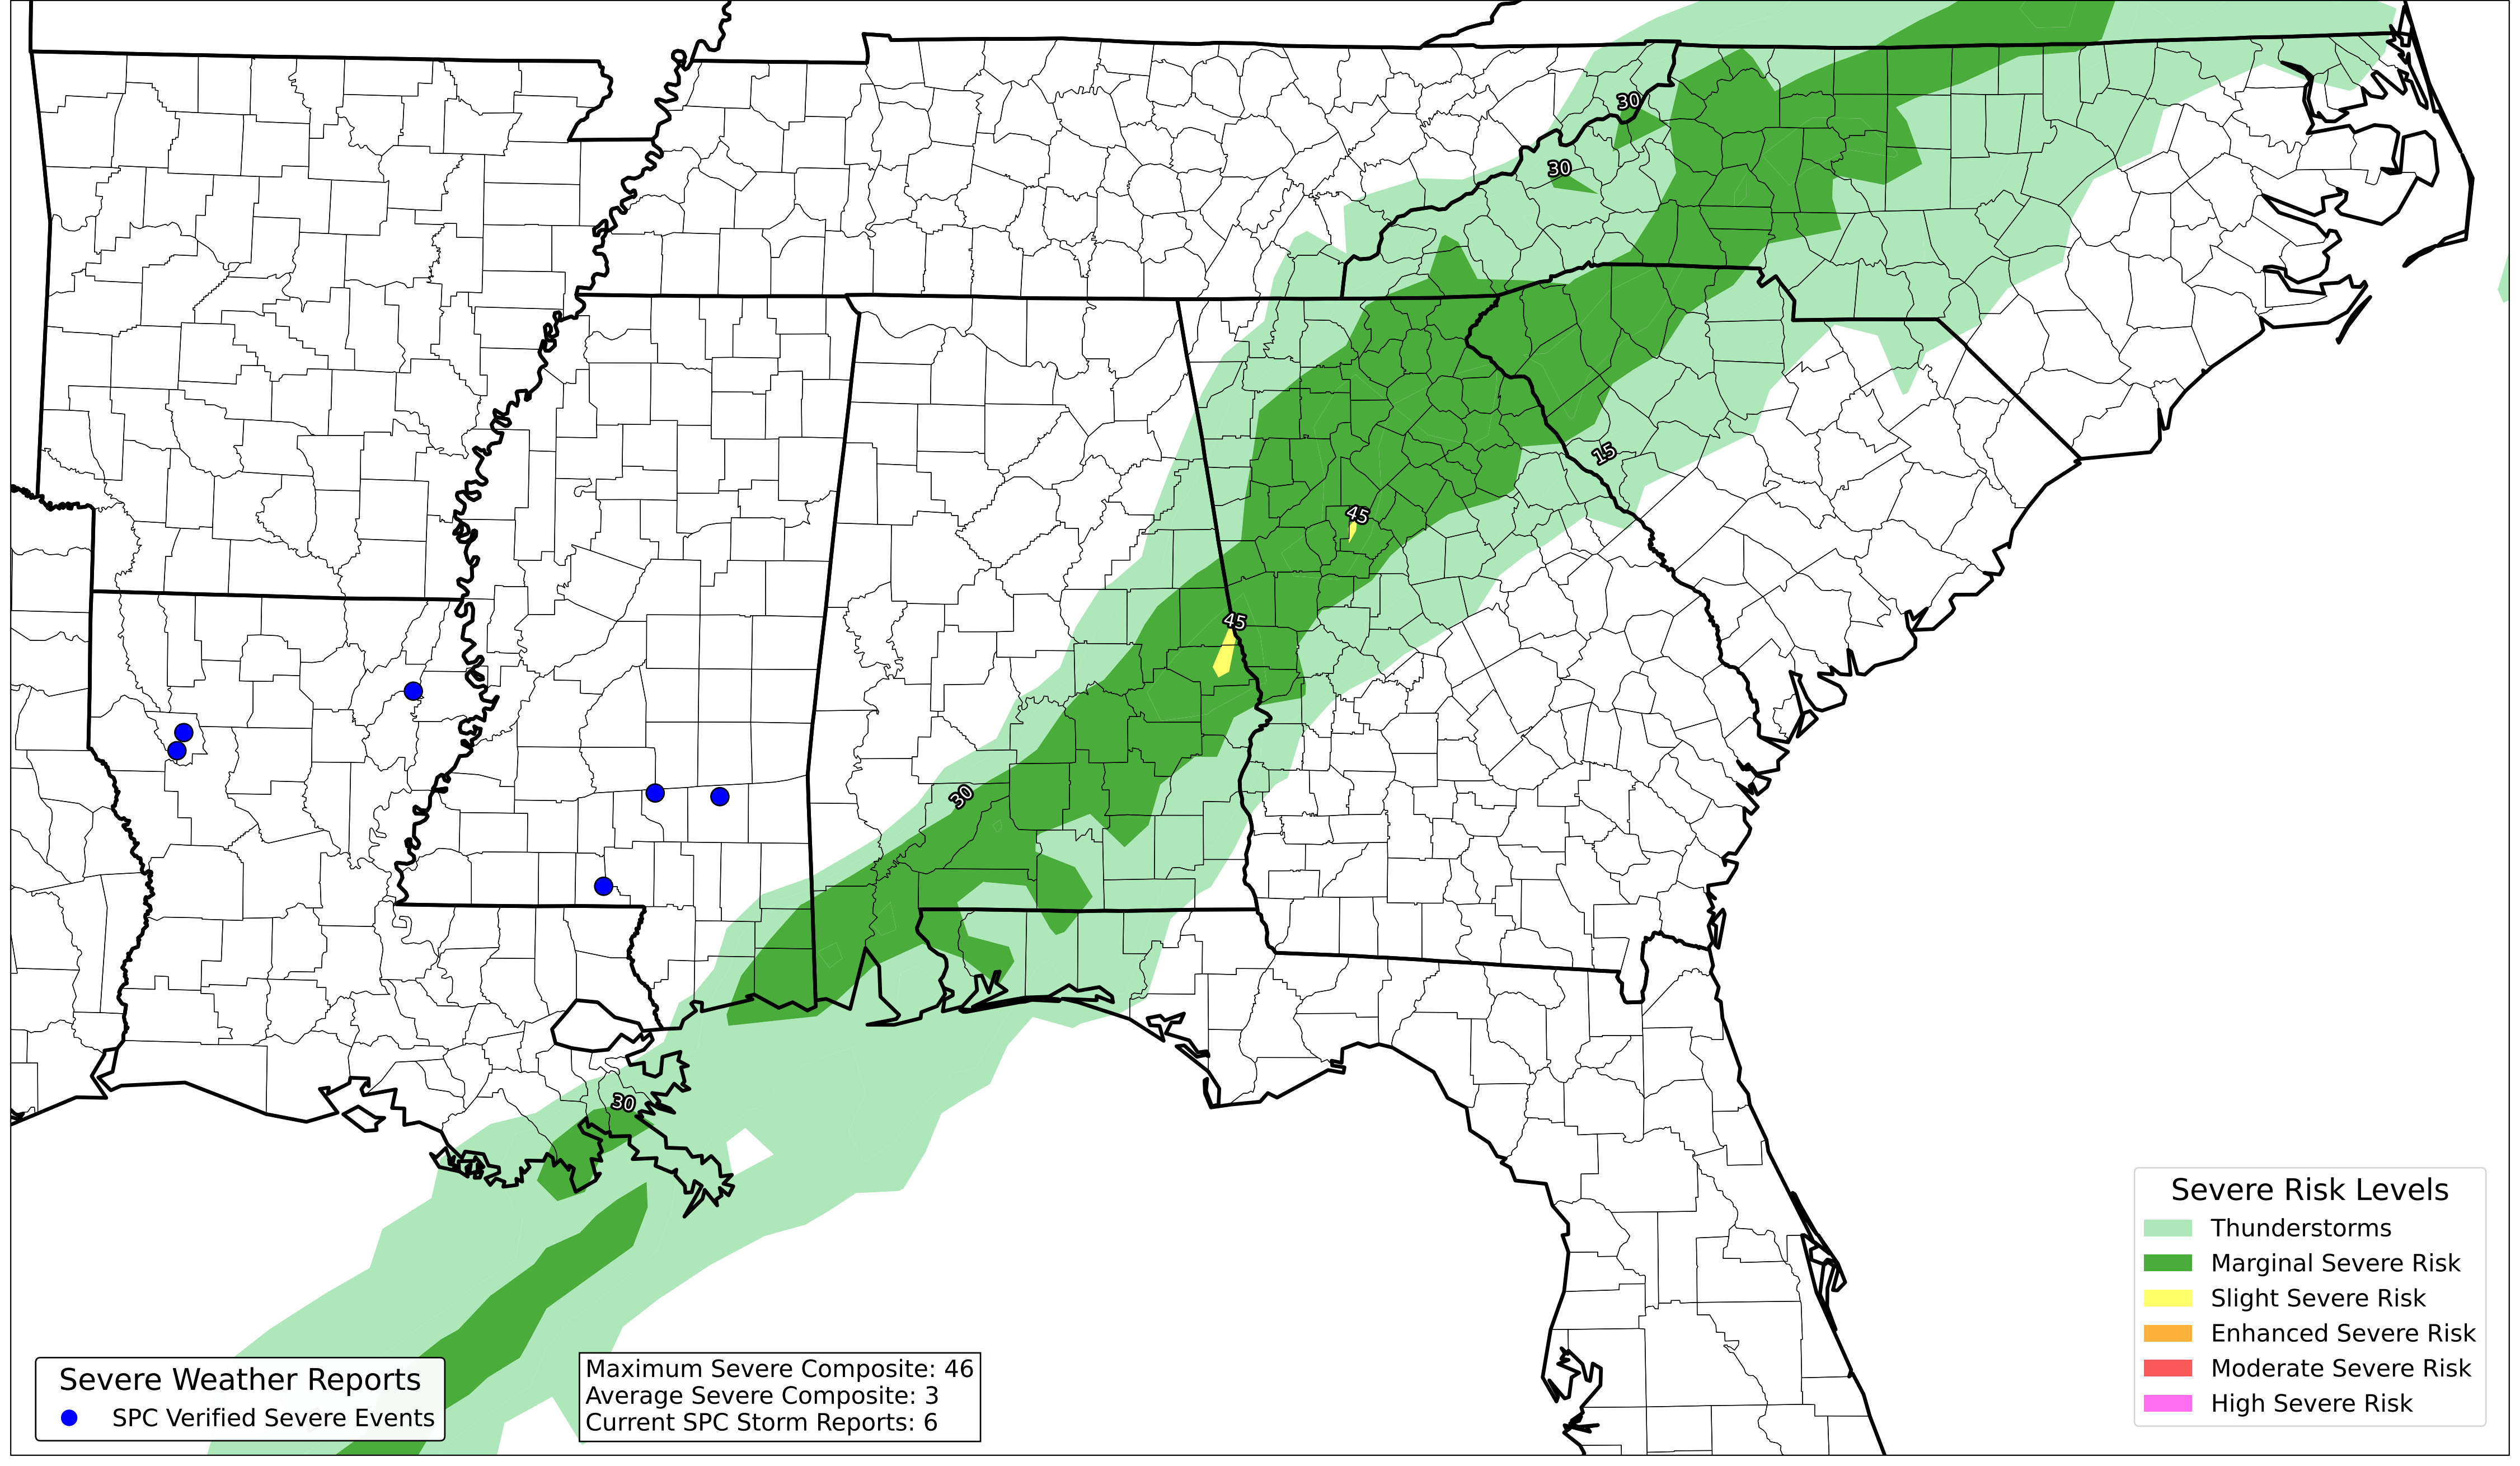 30
30
15
45
45
30
30
Severe Risk Levels
Thunderstorms
Marginal Severe Risk
Slight Severe Risk
Enhanced Severe Risk
Moderate Severe Risk
High Severe Risk
Severe Weather Reports
SPC Verified Severe Events
Maximum Severe Composite: 46
Average Severe Composite: 3
Current SPC Storm Reports: 6